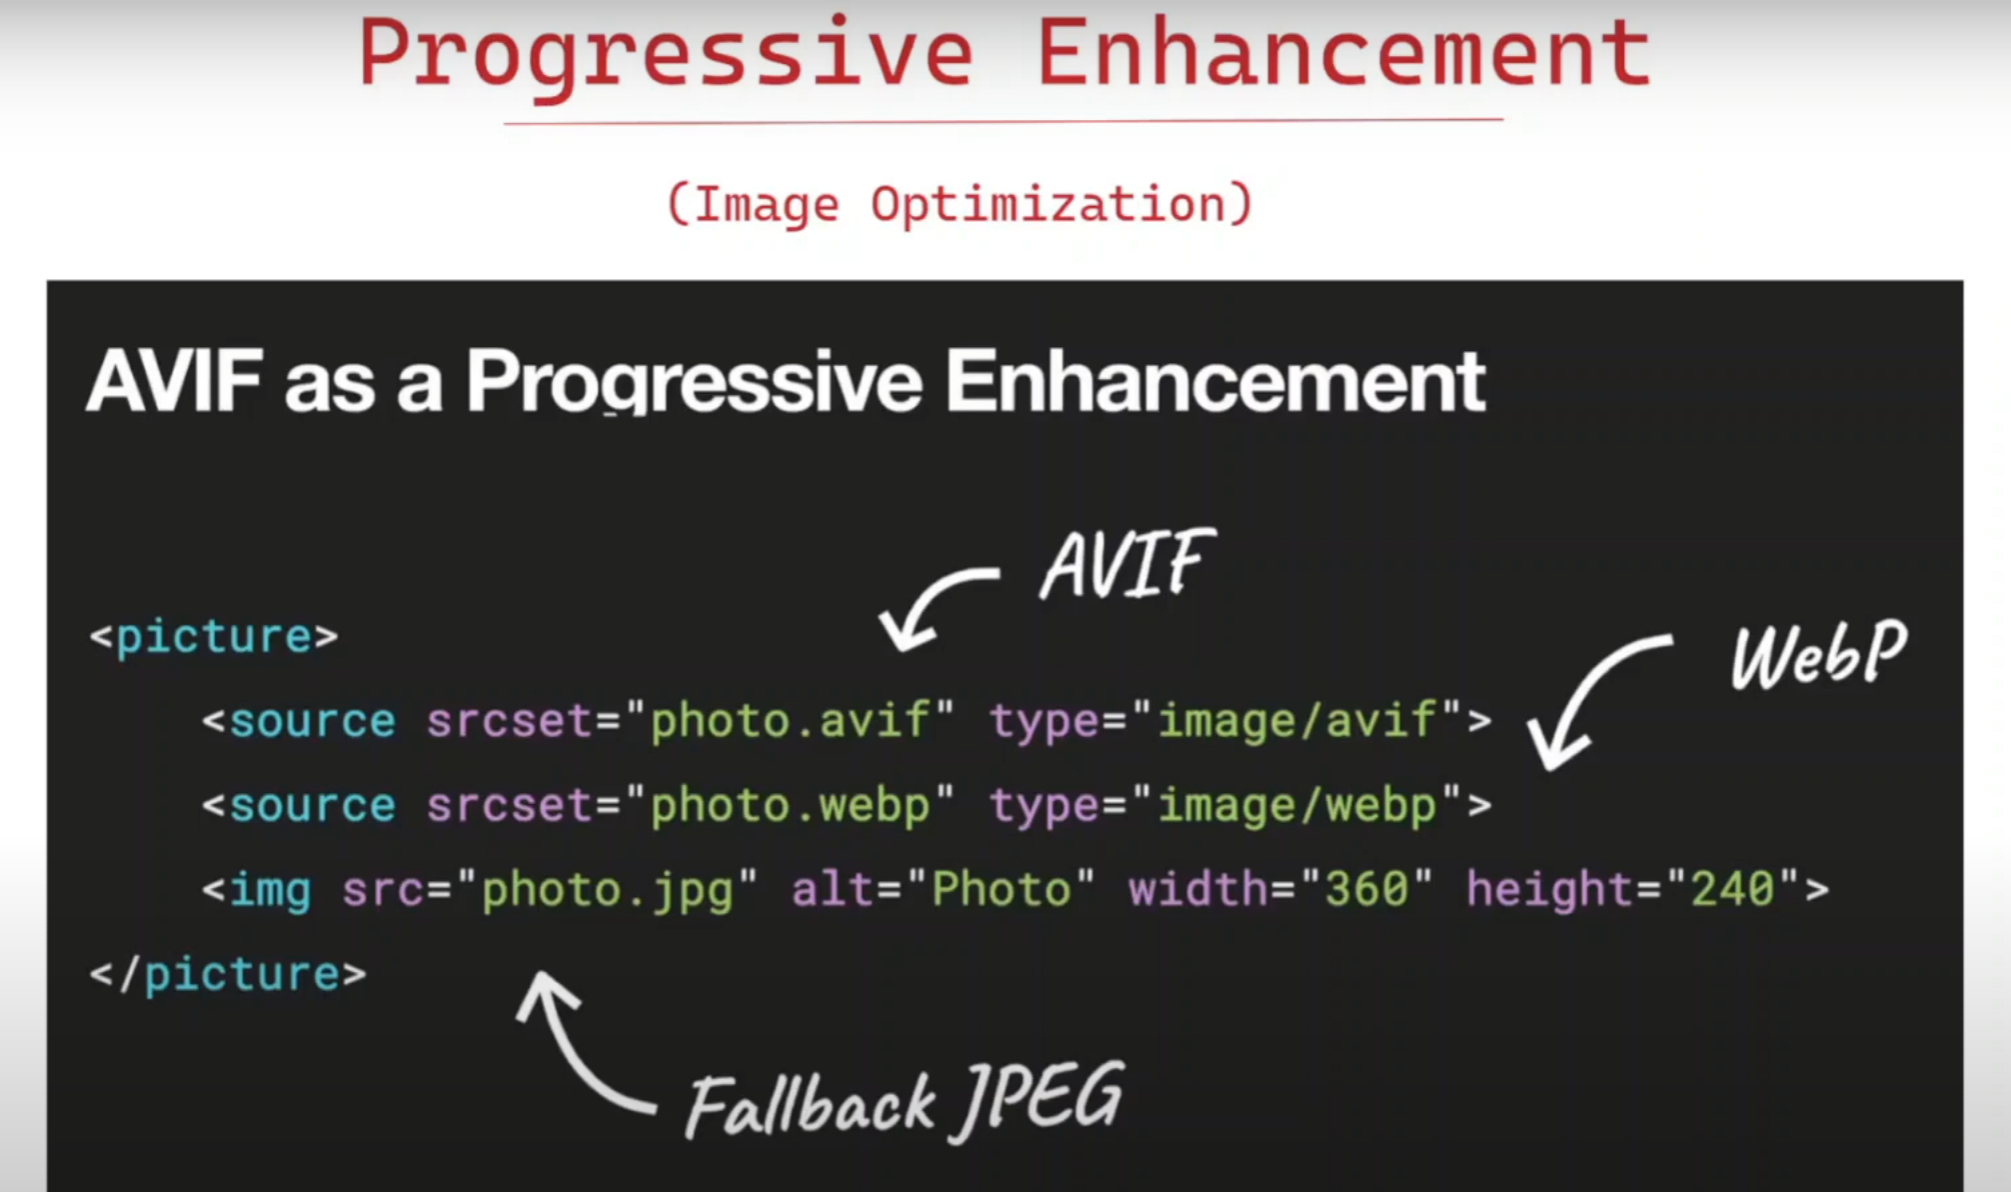 Progressive Enhancement
(Image Optimization)
AVIF as a Progressive Enhancement
AVIF
WebP
<picture>
<source srcset="photo.avif" type="image/avif">
<source srcset="photo.webp" type="image/webp">
<img src="photo.jpg" alt="Photo" width="360" height="240">
</picture>
Fallback JPEG